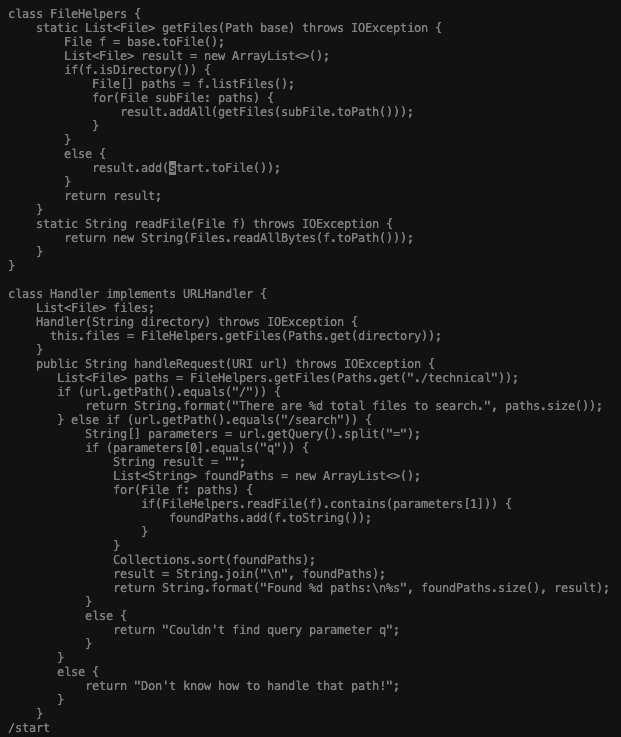 class FileHelpers {
    static List<File> getFiles(Path base) throws IOException {
        File f = base.toFile();
        List<File> result = new ArrayList<>();
        if(f.isDirectory()) {
            File[] paths = f.listFiles();
            for(File subFile: paths) {
                result.addAll(getFiles(subFile.toPath()));
            }
        }
        else {
            result.add(start.toFile());
        }
        return result;
    }
    static String readFile(File f) throws IOException {
        return new String(Files.readAllBytes(f.toPath()));
    }
}

class Handler implements URLHandler {
    List<File> files;
    Handler(String directory) throws IOException {
      this.files = FileHelpers.getFiles(Paths.get(directory));
    }
    public String handleRequest(URI url) throws IOException {
       List<File> paths = FileHelpers.getFiles(Paths.get("./technical"));
       if (url.getPath().equals("/")) {
           return String.format("There are %d total files to search.", paths.size());
       } else if (url.getPath().equals("/search")) {
           String[] parameters = url.getQuery().split("=");
           if (parameters[0].equals("q")) {
               String result = "";
               List<String> foundPaths = new ArrayList<>();
               for(File f: paths) {
                   if(FileHelpers.readFile(f).contains(parameters[1])) {
                       foundPaths.add(f.toString());
                   }
               }
               Collections.sort(foundPaths);
               result = String.join("\n", foundPaths);
               return String.format("Found %d paths:\n%s", foundPaths.size(), result);
           }
           else {
               return "Couldn't find query parameter q";
           }
       }
       else {
           return "Don't know how to handle that path!";
       }
    }
/start